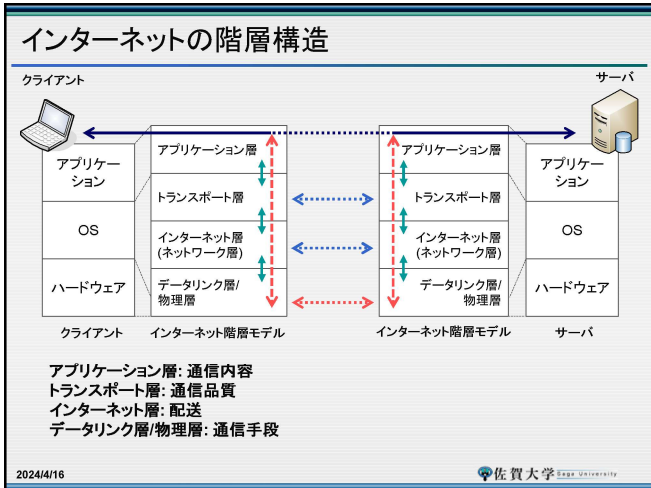 インターネットの階層構造
クライアント
サーバ
アプリケー
ション
OS
ハードウェア
クライアント
アプリケーション層
トランスポート層
インターネット層
(ネットワーク層)
データリンク層/
物理層
インターネット階層モデル
アプリケーション層
トランスポート層
インターネット層
(ネットワーク層)
データリンク層/
物理層
インターネット階層モデル
アプリケー
ション
OS
ハードウェア
サーバ
アプリケーション層: 通信内容
トランスポート層: 通信品質
インターネット層: 配送
データリンク層/物理層: 通信手段
2024/4/16
佐賀大学 Saga University